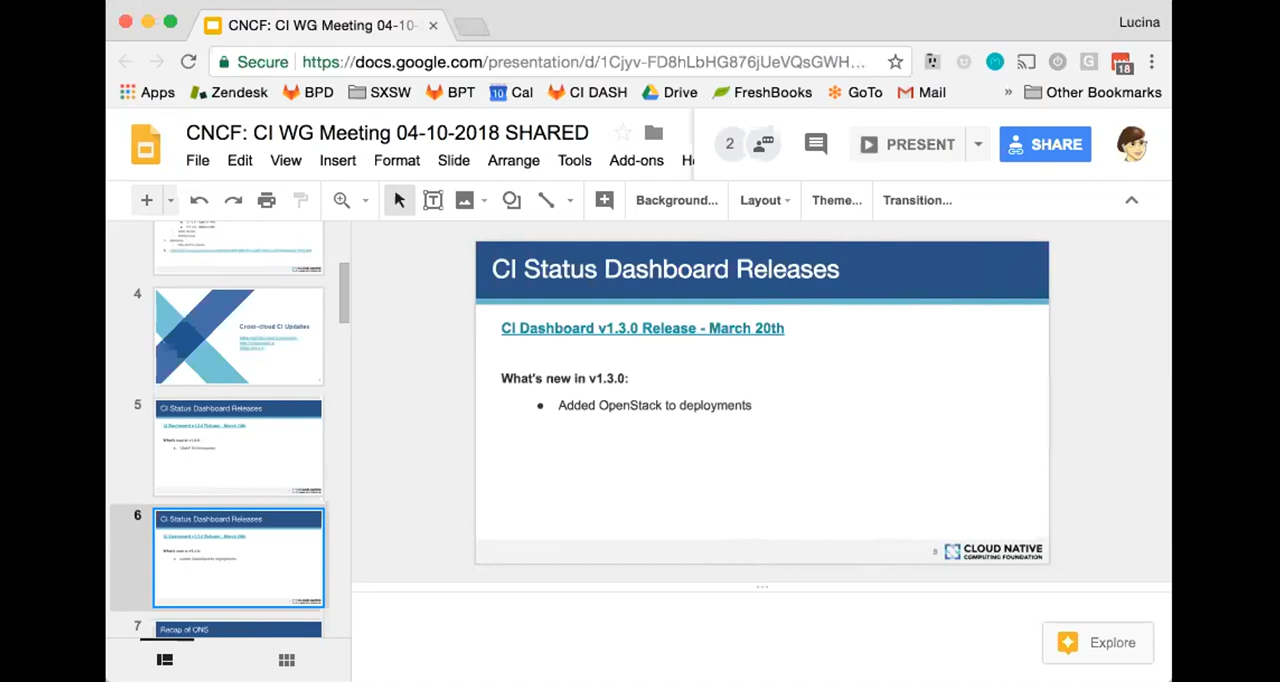 CNCF: CI WG Meeting 04-10-
Lucina
Secure https://docs.google.com/presentation/d/1Cjyv-FD8hLbHG876jUeVQsGWH...
18
Apps Zendesk BPD SXSW BPT 10 Cal CI DASH Drive FreshBooks GoTo Mail » Other Bookmarks
CNCF: CI WG Meeting 04-10-2018 SHARED
File Edit View Insert Format Slide Arrange Tools Add-ons
2 PRESENT SHARE
Background... Layout Theme... Transition...
4
Cross-cloud CI Updates
5
CI Status Dashboard Releases
6
CI Status Dashboard Releases
7
Recap of ONS
CI Status Dashboard Releases
CI Dashboard v1.3.0 Release - March 20th
What's new in v1.3.0:
● Added OpenStack to deployments
CLOUD NATIVE
COMPUTING FOUNDATION
Explore